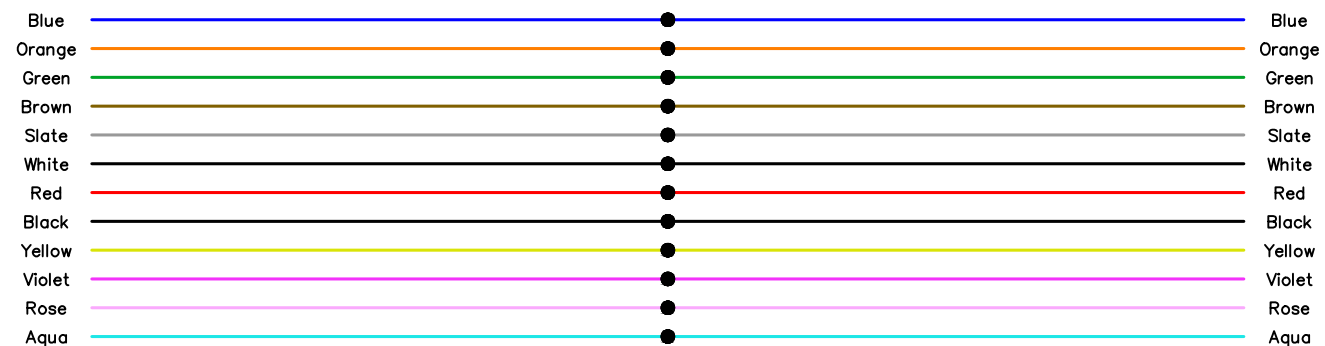 Blue Blue
Orange Orange
Green Green
Brown Brown
Slate Slate
White White
Red Red
Black Black
Yellow Yellow
Violet Violet
Rose Rose
Aqua Aqua